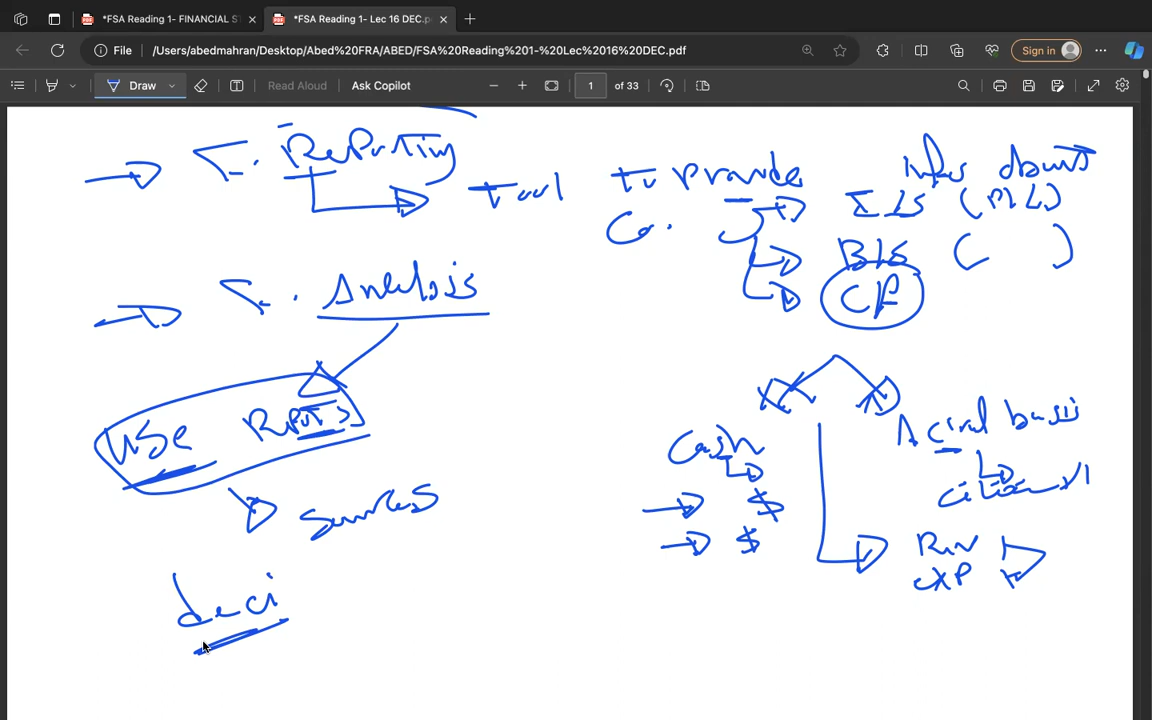 *FSA Reading 1- FINANCIAL S
*FSA Reading 1- Lec 16 DEC.p
File /Users/abedmahran/Desktop/Abed%20FRA/ABED/FSA%20Reading%201-%20Lec%2016%20DEC.pdf
Sign in
Draw Read Aloud Ask Copilot 1 of 33
F. Reporting
tool
to provide
Infos about
Co.
I/S (P/L)
B/S ( )
CF
F. Analysis
use Reports
sources
deci
Cash
$
$
Accrual basis
Rev
exp